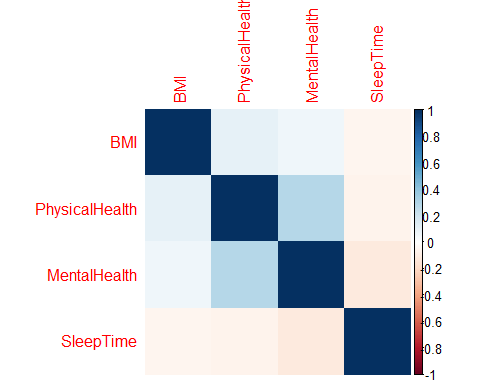 BMI
PhysicalHealth
MentalHealth
SleepTime
BMI
PhysicalHealth
MentalHealth
SleepTime
1
0.8
0.6
0.4
0.2
0
-0.2
-0.4
-0.6
-0.8
-1